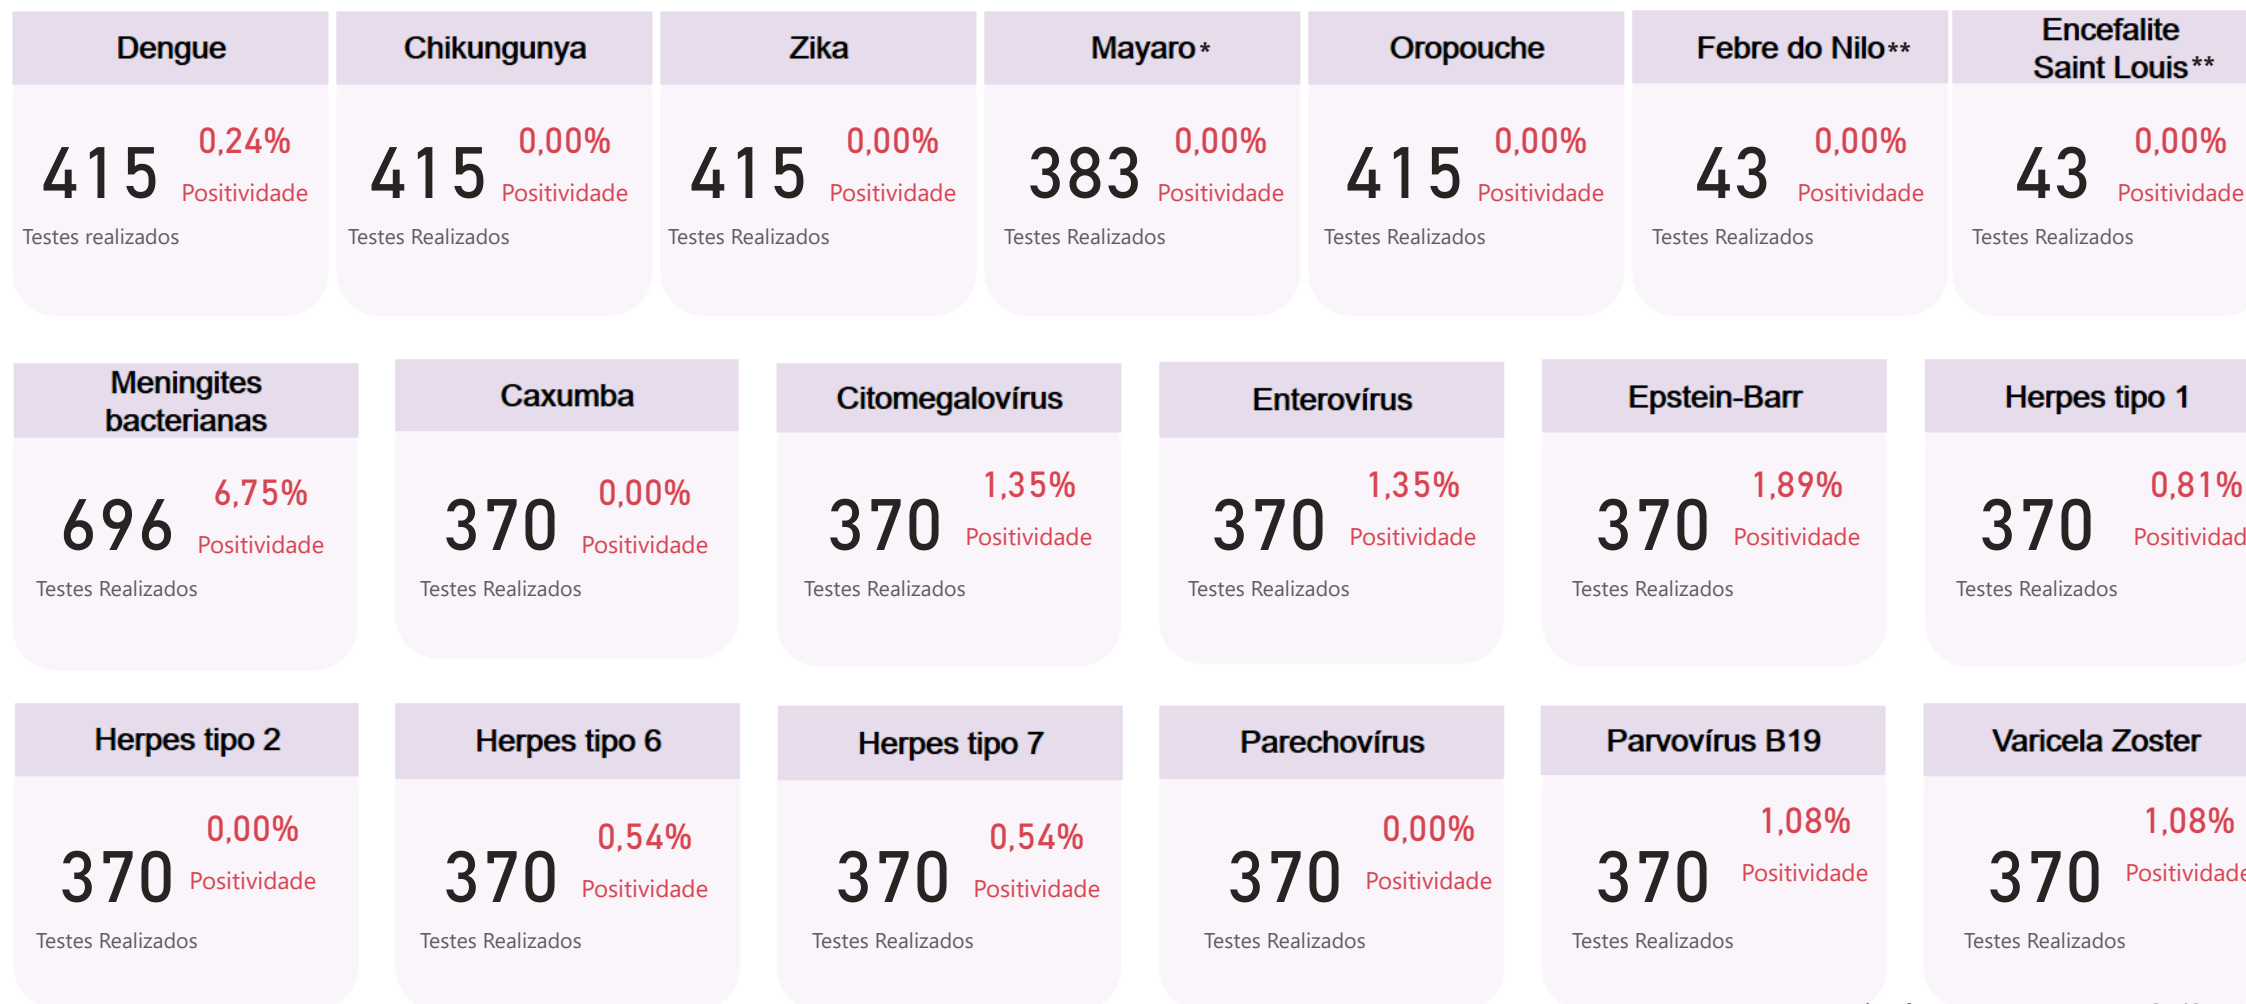 Dengue
415
0,24%
Positividade
Testes realizados
Chikungunya
415
0,00%
Positividade
Testes Realizados
Zika
415
0,00%
Positividade
Testes Realizados
Mayaro*
383
0,00%
Positividade
Testes Realizados
Oropouche
415
0,00%
Positividade
Testes Realizados
Febre do Nilo**
43
0,00%
Positividade
Testes Realizados
Encefalite
Saint Louis**
43
0,00%
Positividade
Testes Realizados
Meningites
bacterianas
696
6,75%
Positividade
Testes Realizados
Caxumba
370
0,00%
Positividade
Testes Realizados
Citomegalovírus
370
1,35%
Positividade
Testes Realizados
Enterovírus
370
1,35%
Positividade
Testes Realizados
Epstein-Barr
370
1,89%
Positividade
Testes Realizados
Herpes tipo 1
370
0,81%
Positividad
Testes Realizados
Herpes tipo 2
370
0,00%
Positividade
Testes Realizados
Herpes tipo 6
370
0,54%
Positividade
Testes Realizados
Herpes tipo 7
370
0,54%
Positividade
Testes Realizados
Parechovírus
370
0,00%
Positividade
Testes Realizados
Parvovírus B19
370
1,08%
Positividade
Testes Realizados
Varicela Zoster
370
1,08%
Positividade
Testes Realizados